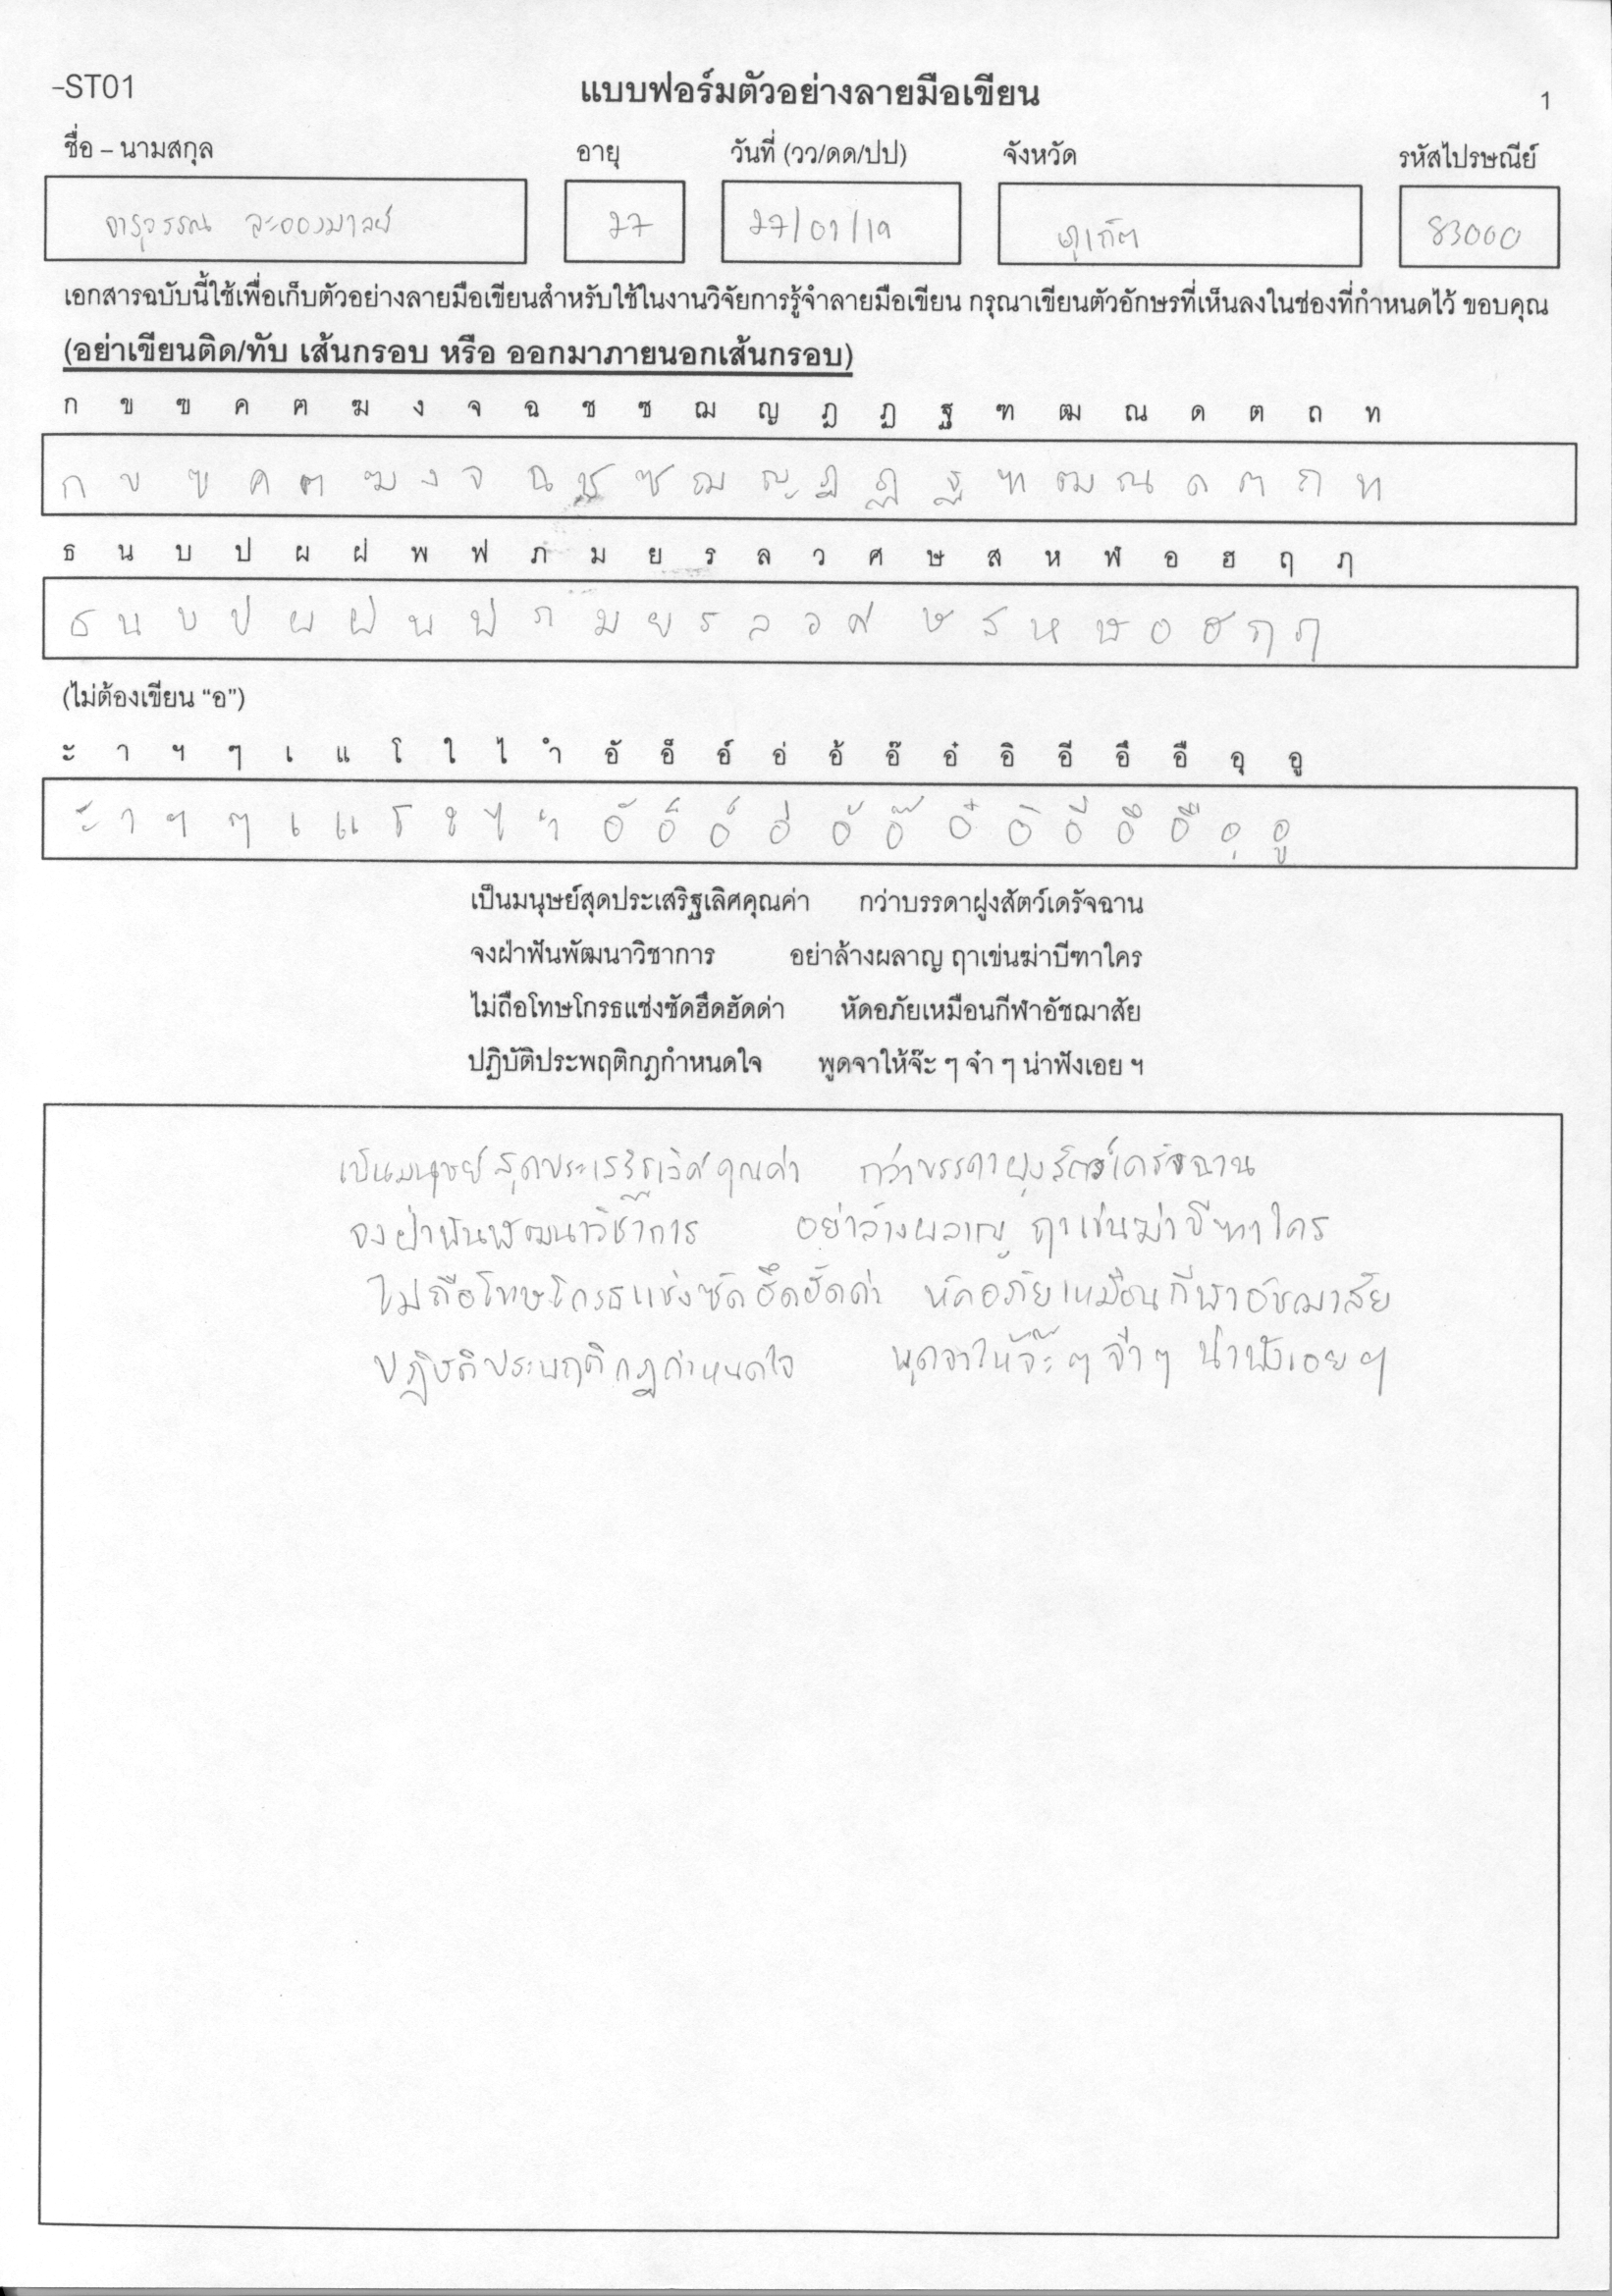 -ST01
แบบฟอร์มตัวอย่างลายมือเขียน
1
ชื่อ – นามสกุล อายุ วันที่ (วว/ดด/ปป) จังหวัด รหัสไปรษณีย์
จารุวรรณ ละอองมาลย์ 27 27/01/19 ภูเก็ต 83000
เอกสารฉบับนี้ใช้เพื่อเก็บตัวอย่างลายมือเขียนสำหรับใช้ในงานวิจัยการรู้จำลายมือเขียน กรุณาเขียนตัวอักษรที่เห็นลงในช่องที่กำหนดไว้ ขอบคุณ
(อย่าเขียนติด/ทับ เส้นกรอบ หรือ ออกมาภายนอกเส้นกรอบ)
ก ข ฃ ค ฅ ฆ ง จ ฉ ช ซ ฌ ญ ฎ ฏ ฐ ฑ ฒ ณ ด ต ถ ท
ก ข ฃ ค ฅ ฆ ง จ ฉ ช ซ ฌ ญ ฎ ฏ ฐ ฑ ฒ ณ ด ต ถ ท
ธ น บ ป ผ ฝ พ ฟ ภ ม ย ร ล ว ศ ษ ส ห ฬ อ ฮ ฤ ฦ
ธ น บ ป ผ ฝ พ ฟ ภ ม ย ร ล ว ศ ษ ส ห ฬ อ ฮ ฤ ฦ
(ไม่ต้องเขียน “อ”)
ะ า ฯ ๆ เ แ โ ใ ไ ำ อั อ็ อ์ อ่ อ้ อ๊ อ๋ อิ อี อึ อื อุ อู
ะ า ฯ ๆ เ แ โ ใ ไ ำ อั อ็ อ์ อ่ อ้ อ๊ อ๋ อิ อี อึ อื อุ อู
เป็นมนุษย์สุดประเสริฐเลิศคุณค่า กว่าบรรดาฝูงสัตว์เดรัจฉาน
จงฝ่าฟันพัฒนาวิชาการ อย่าล้างผลาญ ฤาเข่นฆ่าบีฑาใคร
ไม่ถือโทษโกรธแช่งซัดฮึดฮัดด่า หัดอภัยเหมือนกีฬาอัชฌาสัย
ปฏิบัติประพฤติกฎกำหนดใจ พูดจาให้จ๊ะ ๆ จ๋า ๆ น่าฟังเอย ฯ
เป็นมนุษย์สุดประเสริฐเลิศคุณค่า กว่าบรรดาฝูงสัตว์เดรัจฉาน
จงฝ่าฟันพัฒนาวิชาการ อย่าล้างผลาญ ฤาเข่นฆ่าบีฑาใคร
ไม่ถือโทษโกรธแช่งซัดฮึดฮัดด่า หัดอภัยเหมือนกีฬาอัชฌาสัย
ปฏิบติประพฤติกฎกำหนดใจ พูดจาให้จ๊ะ ๆ จ๋า ๆ น่าฟังเอย ฯ